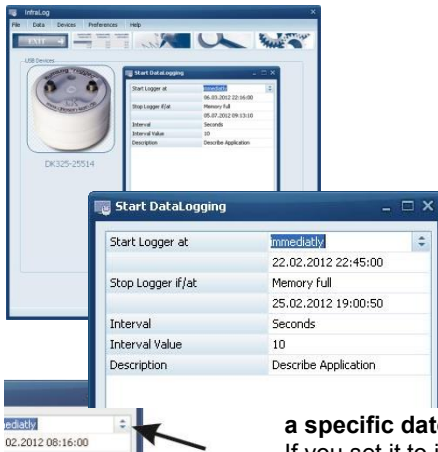 InfraLog
File Data Devices Preferences Help
EXIT
USB Devices
DK325-25514
Start DataLogging
Start Logger at immediatly
06.03.2012 22:16:00
Stop Logger if/at Memory full
05.07.2012 09:13:10
Interval Seconds
Interval Value 10
Description Describe Application
Start DataLogging
Start Logger at immediatly
22.02.2012 22:45:00
Stop Logger if/at Memory full
25.02.2012 19:00:50
Interval Seconds
Interval Value 10
Description Describe Application
ediatly
02.2012 08:16:00
a specific date
If you set it to i